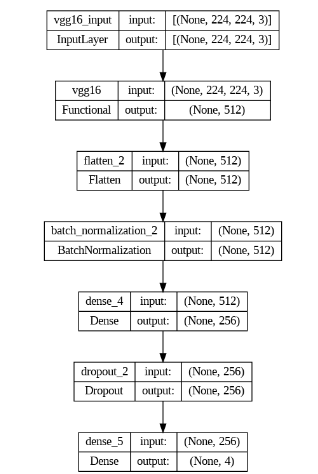 vgg16_input input: [(None, 224, 224, 3)]
InputLayer output: [(None, 224, 224, 3)]
vgg16 input: (None, 224, 224, 3)
Functional output: (None, 512)
flatten_2 input: (None, 512)
Flatten output: (None, 512)
batch_normalization_2 input: (None, 512)
BatchNormalization output: (None, 512)
dense_4 input: (None, 512)
Dense output: (None, 256)
dropout_2 input: (None, 256)
Dropout output: (None, 256)
dense_5 input: (None, 256)
Dense output: (None, 4)